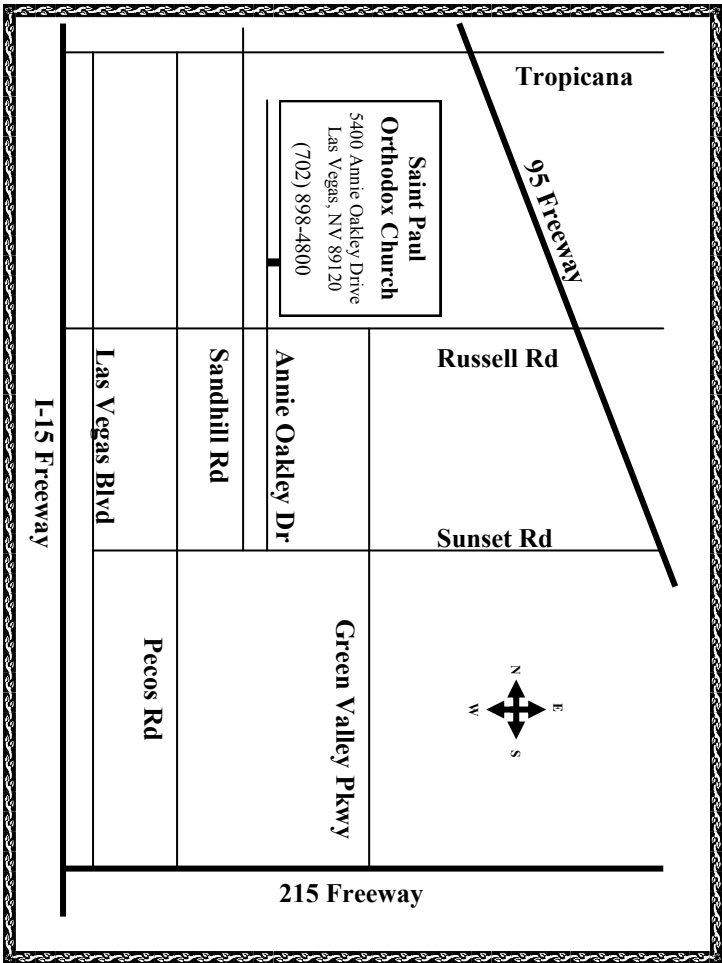 Tropicana
95 Freeway
Saint Paul
Orthodox Church
5400 Annie Oakley Drive
Las Vegas, NV 89120
(702) 898-4800
Russell Rd
Annie Oakley Dr
Sandhill Rd
Las Vegas Blvd
I-15 Freeway
Sunset Rd
Green Valley Pkwy
Pecos Rd
N
E
W
S
215 Freeway